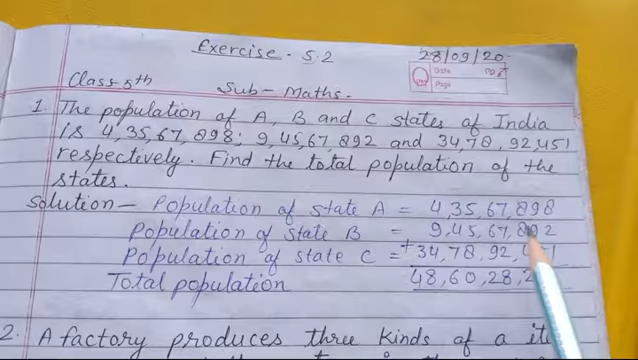 Exercise - 5.2
28/09/20
Date
Page
Class-5th
Sub - Maths.
1. The population of A, B and C states of India
is 4,35,67,898; 9,45,67,892 and 34,78,92,451
respectively. Find the total population of the
states.
Solution - Population of state A = 4,35,67,898
Population of state B = 9,45,67,892
Population of state C = +34,78,92,
Total population 48,60,28,2
2. A factory produces three kinds of a